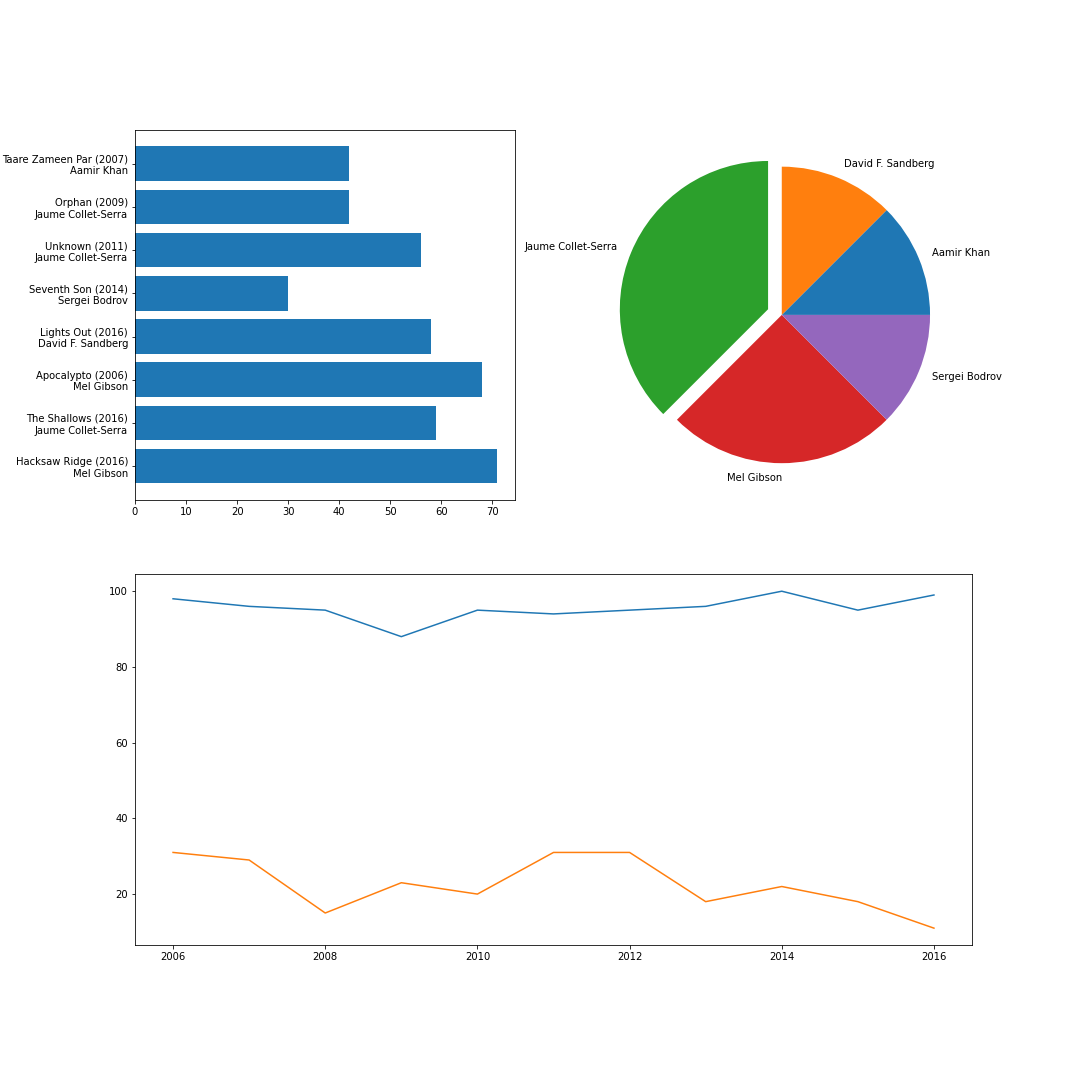 Taare Zameen Par (2007)
Aamir Khan
Orphan (2009)
Jaume Collet-Serra
Unknown (2011)
Jaume Collet-Serra
Seventh Son (2014)
Sergei Bodrov
Lights Out (2016)
David F. Sandberg
Apocalypto (2006)
Mel Gibson
The Shallows (2016)
Jaume Collet-Serra
Hacksaw Ridge (2016)
Mel Gibson
0 10 20 30 40 50 60 70
David F. Sandberg
Jaume Collet-Serra
Aamir Khan
Sergei Bodrov
Mel Gibson
100
80
60
40
20
2006 2008 2010 2012 2014 2016